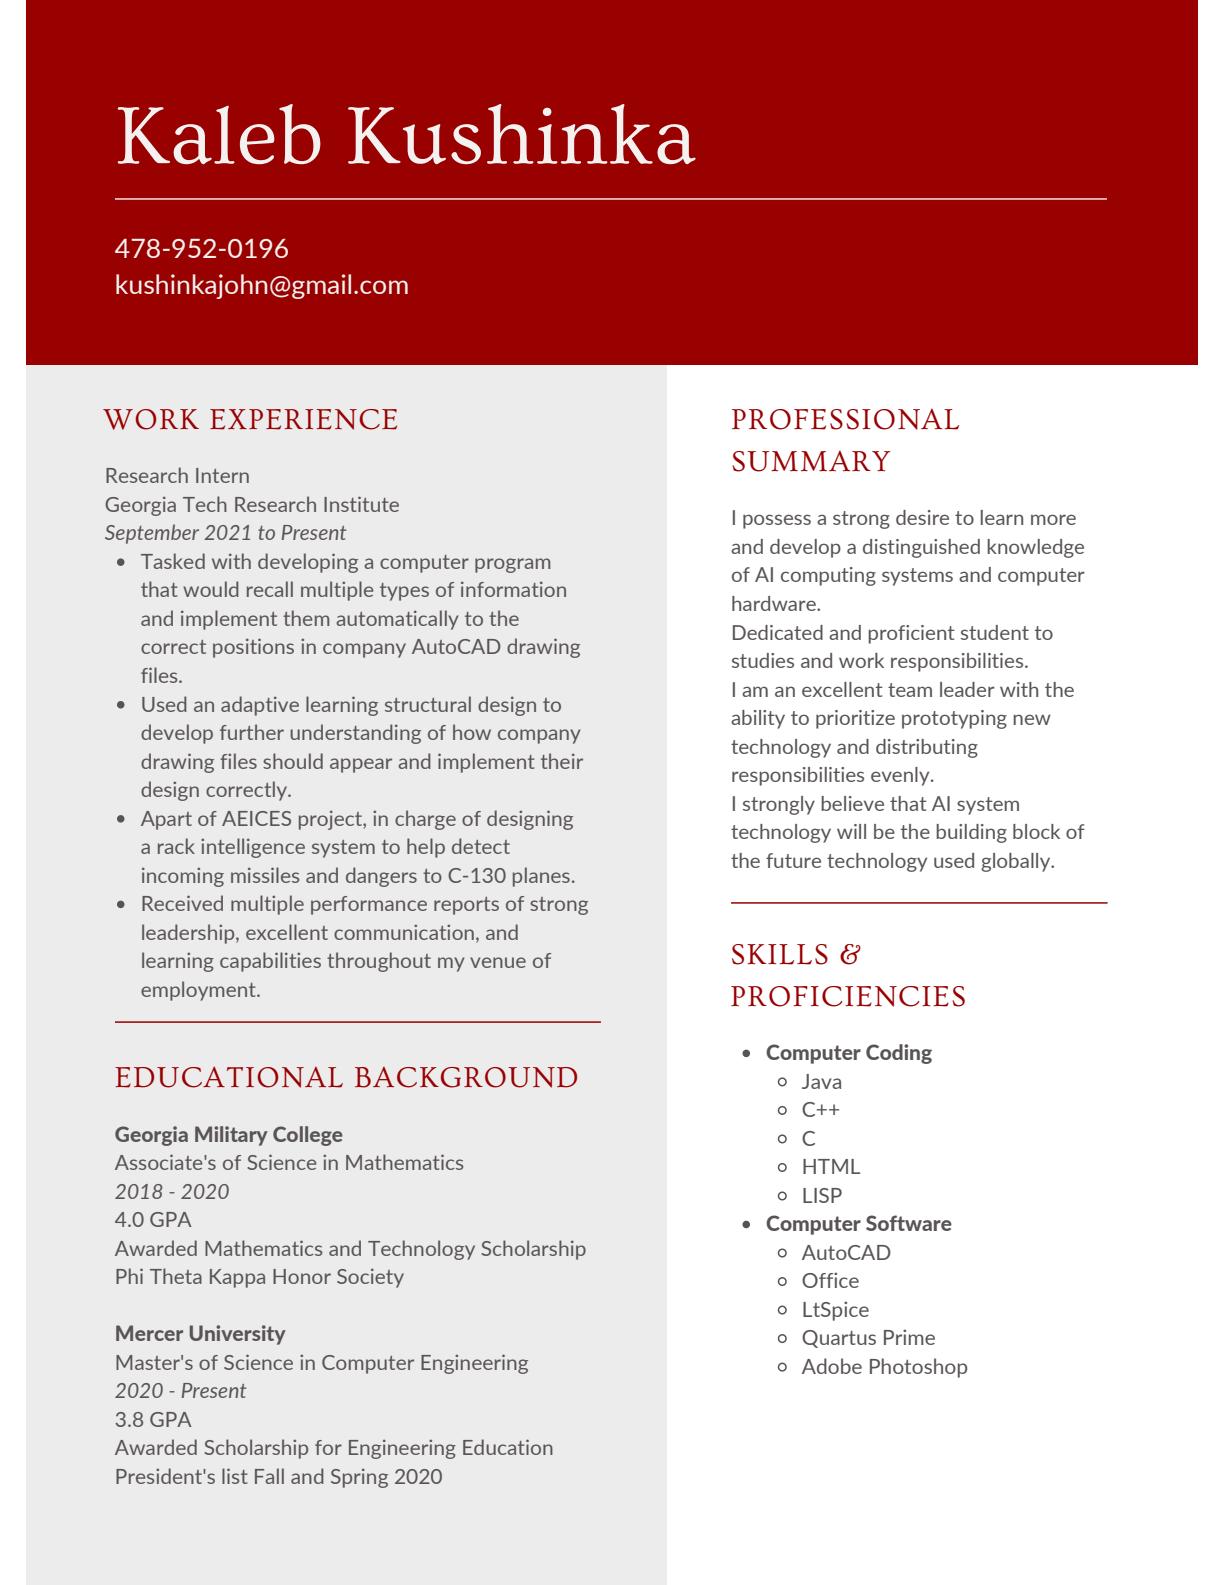 Kaleb Kushinka
478-952-0196
kushinkajohn@gmail.com
WORK EXPERIENCE
Research Intern
Georgia Tech Research Institute
September 2021 to Present
• Tasked with developing a computer program
that would recall multiple types of information
and implement them automatically to the
correct positions in company AutoCAD drawing
files.
• Used an adaptive learning structural design to
develop further understanding of how company
drawing files should appear and implement their
design correctly.
• Apart of AEICES project, in charge of designing
a rack intelligence system to help detect
incoming missiles and dangers to C-130 planes.
• Received multiple performance reports of strong
leadership, excellent communication, and
learning capabilities throughout my venue of
employment.
EDUCATIONAL BACKGROUND
Georgia Military College
Associate's of Science in Mathematics
2018 - 2020
4.0 GPA
Awarded Mathematics and Technology Scholarship
Phi Theta Kappa Honor Society
Mercer University
Master's of Science in Computer Engineering
2020 - Present
3.8 GPA
Awarded Scholarship for Engineering Education
President's list Fall and Spring 2020
PROFESSIONAL
SUMMARY
I possess a strong desire to learn more
and develop a distinguished knowledge
of AI computing systems and computer
hardware.
Dedicated and proficient student to
studies and work responsibilities.
I am an excellent team leader with the
ability to prioritize prototyping new
technology and distributing
responsibilities evenly.
I strongly believe that AI system
technology will be the building block of
the future technology used globally.
SKILLS &
PROFICIENCIES
• Computer Coding
◦ Java
◦ C++
◦ C
◦ HTML
◦ LISP
• Computer Software
◦ AutoCAD
◦ Office
◦ LtSpice
◦ Quartus Prime
◦ Adobe Photoshop